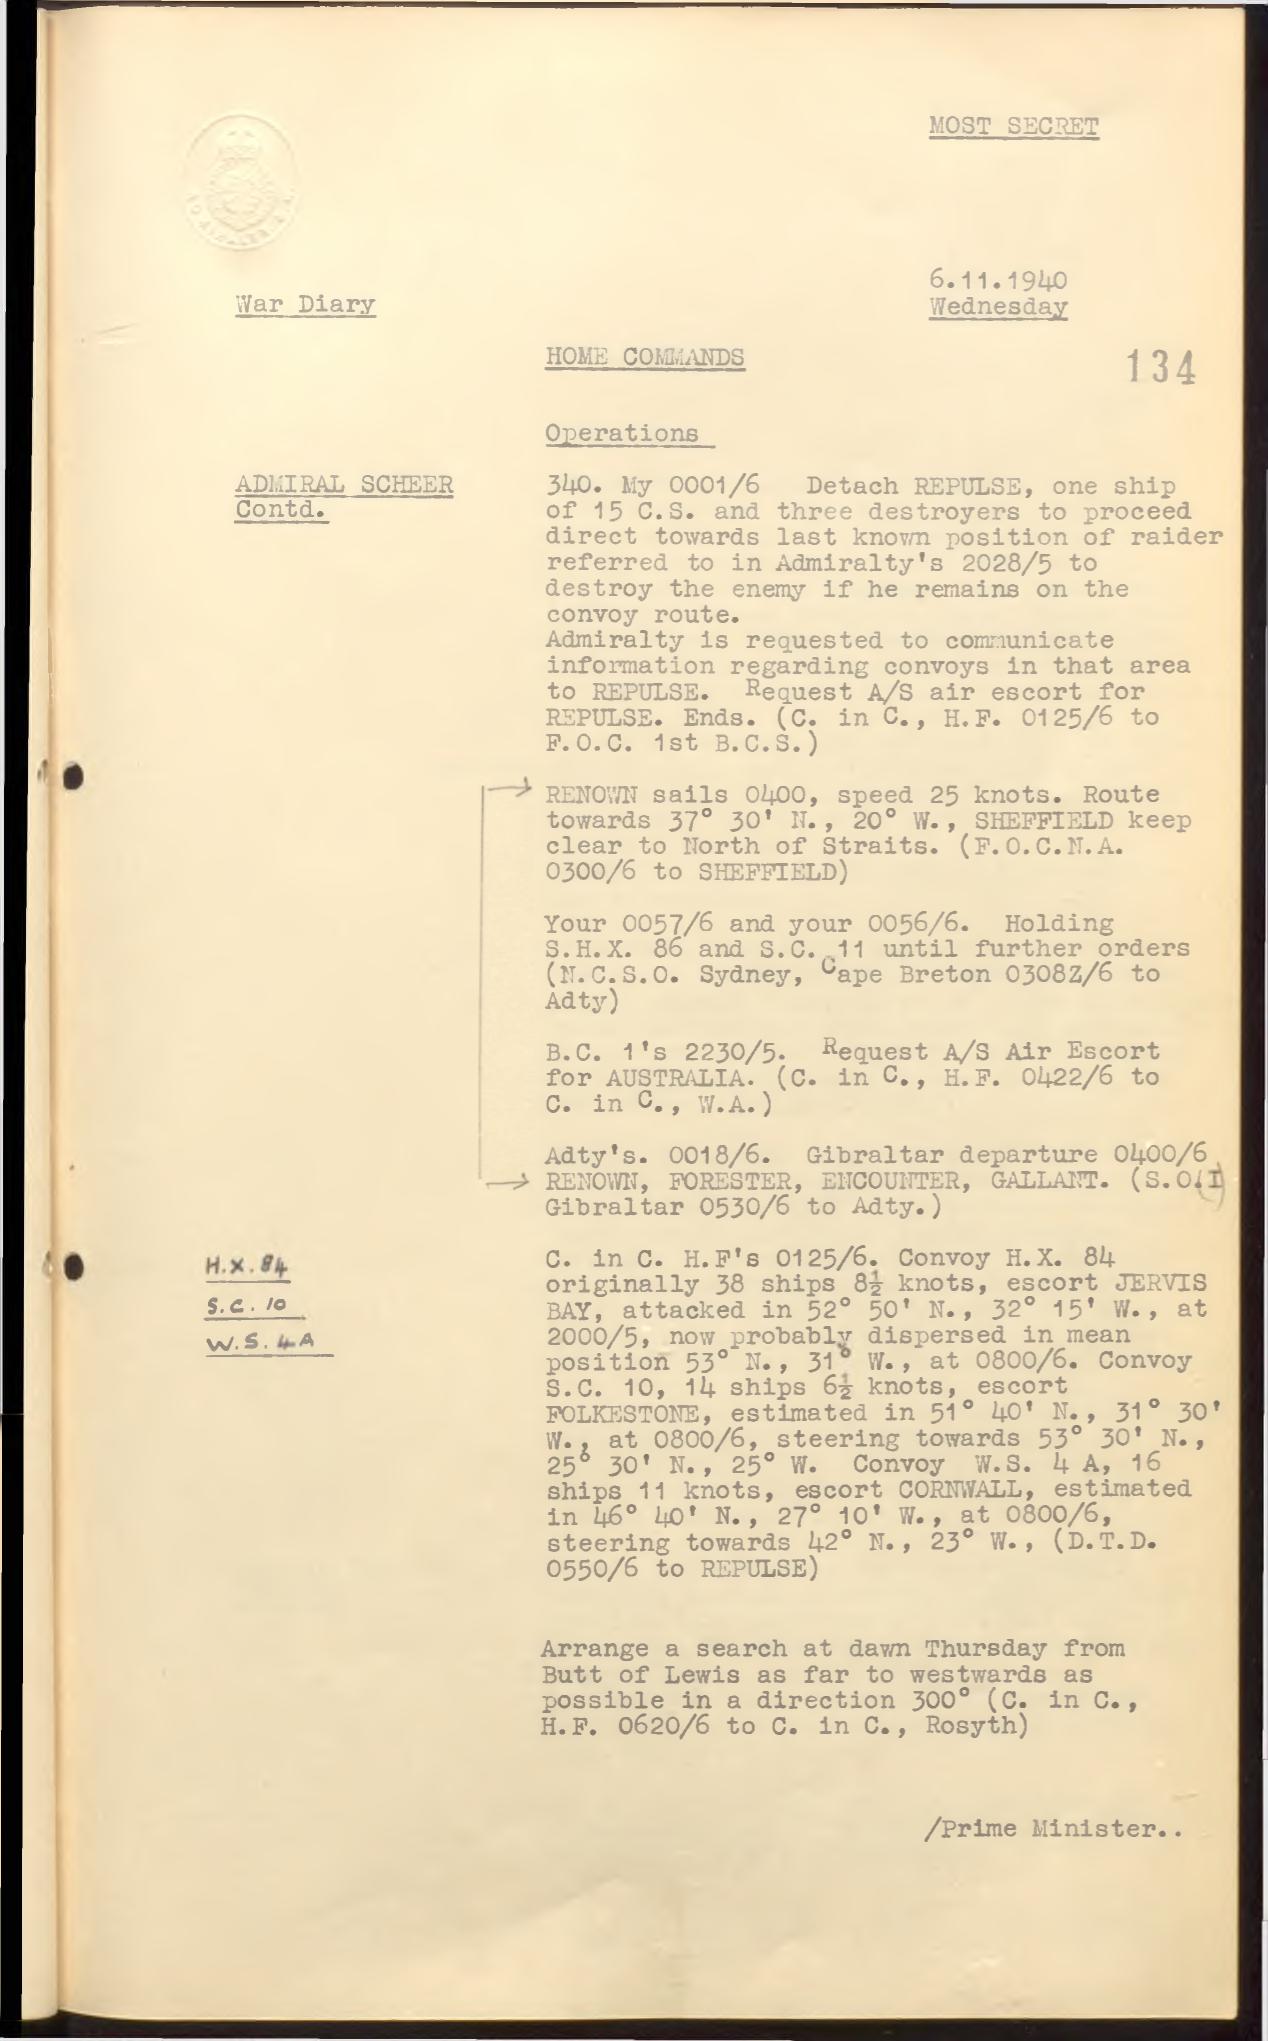 MOST SECRET
6.11.1940
War Diary
Wednesday
HOME COMMANDS
134
Operations
ADMIRAL SCHEER
Contd.
340. My 0001/6 Detach REPULSE, one ship
of 15 C.S. and three destroyers to proceed
direct towards last known position of raider
referred to in Admiralty's 2028/5 to
destroy the enemy if he remains on the
convoy route.
Admiralty is requested to communicate
information regarding convoys in that area
to REPULSE. Request A/S air escort for
REPULSE. Ends. (C. in C., H.F. 0125/6 to
F.O.C. 1st B.C.S.)
RENOWN sails 0400, speed 25 knots. Route
towards 37° 30' N., 20° W., SHEFFIELD keep
clear to North of Straits. (F.O.C.N.A.
0300/6 to SHEFFIELD)
Your 0057/6 and your 0056/6. Holding
S.H.X. 86 and S.C. 11 until further orders
(N.C.S.O. Sydney, Cape Breton 0308Z/6 to
Adty)
B.C. 1's 2230/5. Request A/S Air Escort
for AUSTRALIA. (C. in C., H.F. 0422/6 to
C. in C., W.A.)
Adty's. 0018/6. Gibraltar departure 0400/6
RENOWN, FORESTER, ENCOUNTER, GALLANT. (S.O.(I)
Gibraltar 0530/6 to Adty.)
H.X. 84
S.C. 10
W.S. 4A
C. in C. H.F's 0125/6. Convoy H.X. 84
originally 38 ships 8½ knots, escort JERVIS
BAY, attacked in 52° 50' N., 32° 15' W., at
2000/5, now probably dispersed in mean
position 53° N., 31° W., at 0800/6. Convoy
S.C. 10, 14 ships 6½ knots, escort
FOLKESTONE, estimated in 51° 40' N., 31° 30'
W., at 0800/6, steering towards 53° 30' N.,
25° 30' N., 25° W. Convoy W.S. 4 A, 16
ships 11 knots, escort CORNWALL, estimated
in 46° 40' N., 27° 10' W., at 0800/6,
steering towards 42° N., 23° W., (D.T.D.
0550/6 to REPULSE)
Arrange a search at dawn Thursday from
Butt of Lewis as far to westwards as
possible in a direction 300° (C. in C.,
H.F. 0620/6 to C. in C., Rosyth)
/Prime Minister..